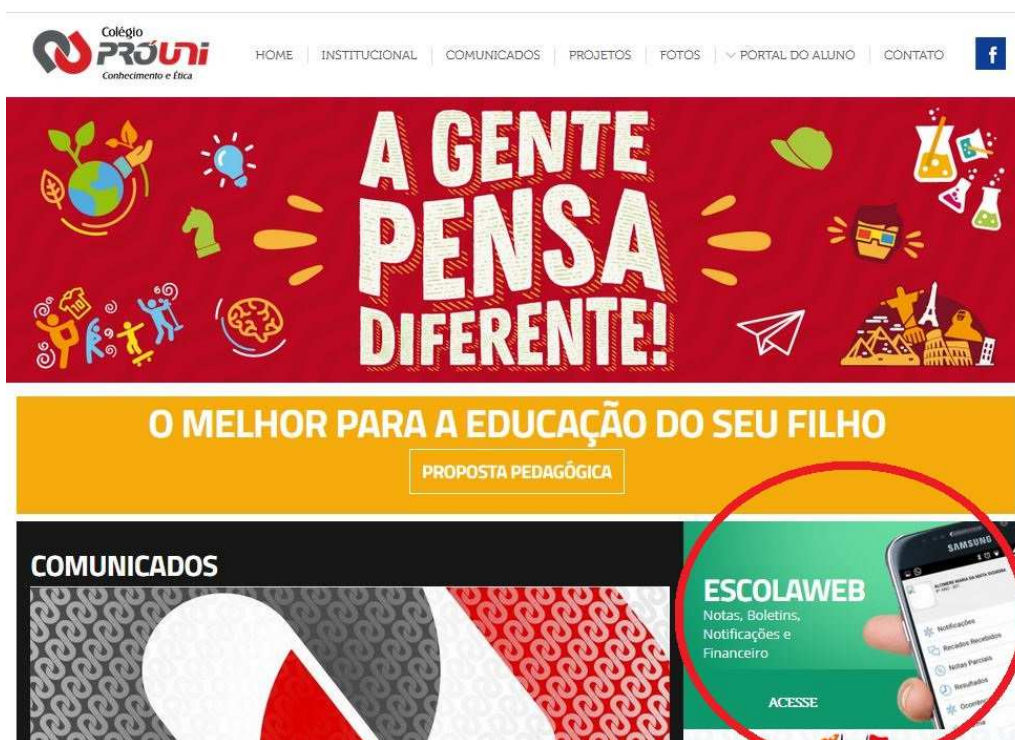 Colégio
PRÓUNI
Conhecimento e Ética
HOME
INSTITUCIONAL
COMUNICADOS
PROJETOS
FOTOS
PORTAL DO ALUNO
CONTATO
f
A GENTE
PENSA
DIFERENTE!
O MELHOR PARA A EDUCAÇÃO DO SEU FILHO
PROPOSTA PEDAGÓGICA
COMUNICADOS
ESCOLAWEB
Notas, Boletins,
Notificações e
Financeiro
ACESSE
SAMSUNG
Notificações
Recados Recebidos
Notas Parciais
Resultados